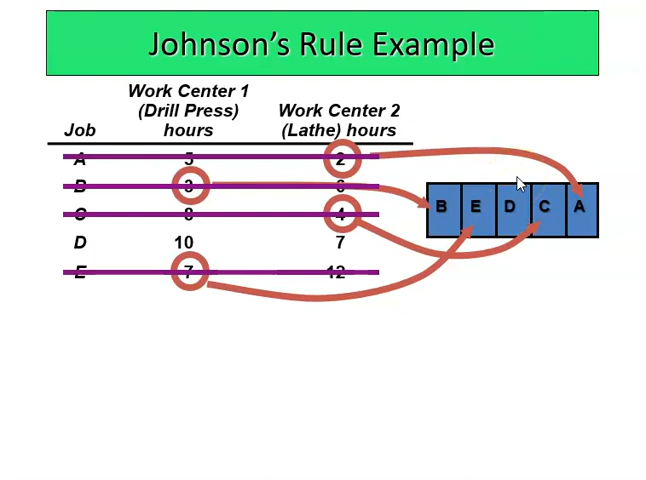 Johnson's Rule Example
Work Center 1
(Drill Press)
hours
Work Center 2
(Lathe) hours
Job
A 5 2
B 3 6
C 8 4
D 10 7
E 7 12
B E D C A